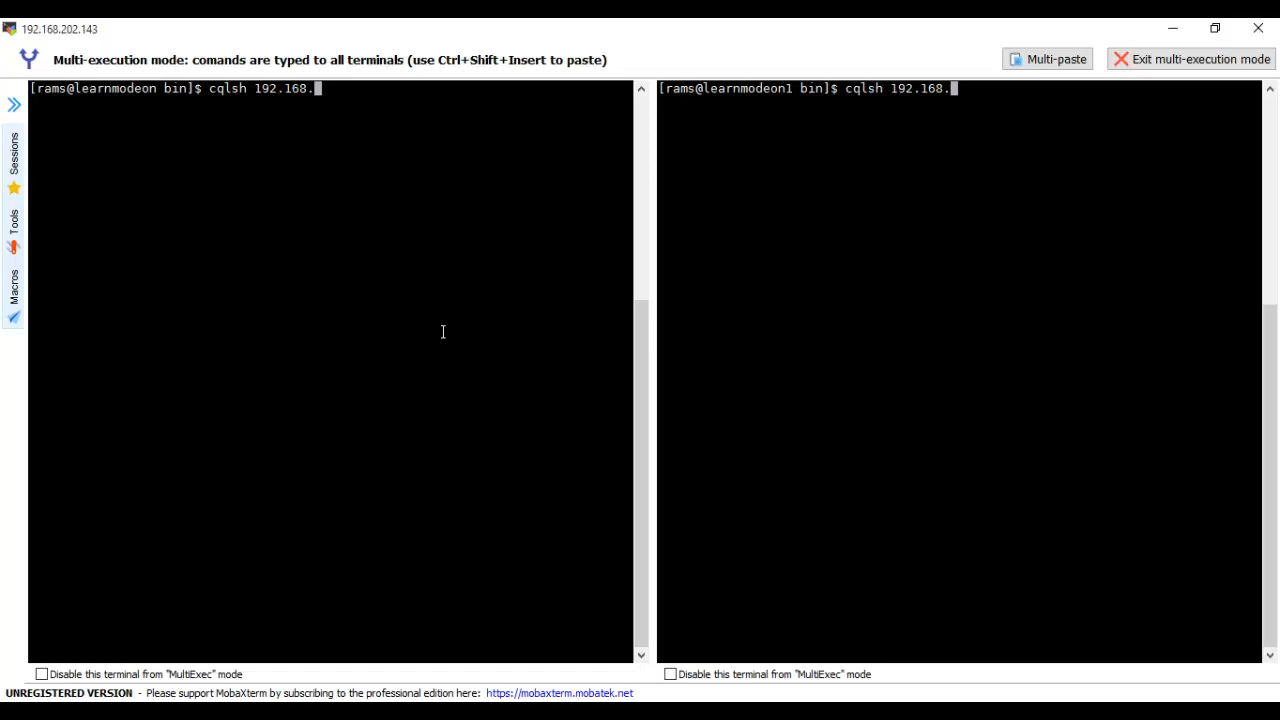 192.168.202.143
Multi-execution mode: comands are typed to all terminals (use Ctrl+Shift+Insert to paste)
Multi-paste
Exit multi-execution mode
[rams@learnmodeon bin]$ cqlsh 192.168.
[rams@learnmodeon1 bin]$ cqlsh 192.168.
Sessions
Tools
Macros
Disable this terminal from "MultiExec" mode
Disable this terminal from "MultiExec" mode
UNREGISTERED VERSION - Please support MobaXterm by subscribing to the professional edition here: https://mobaxterm.mobatek.net